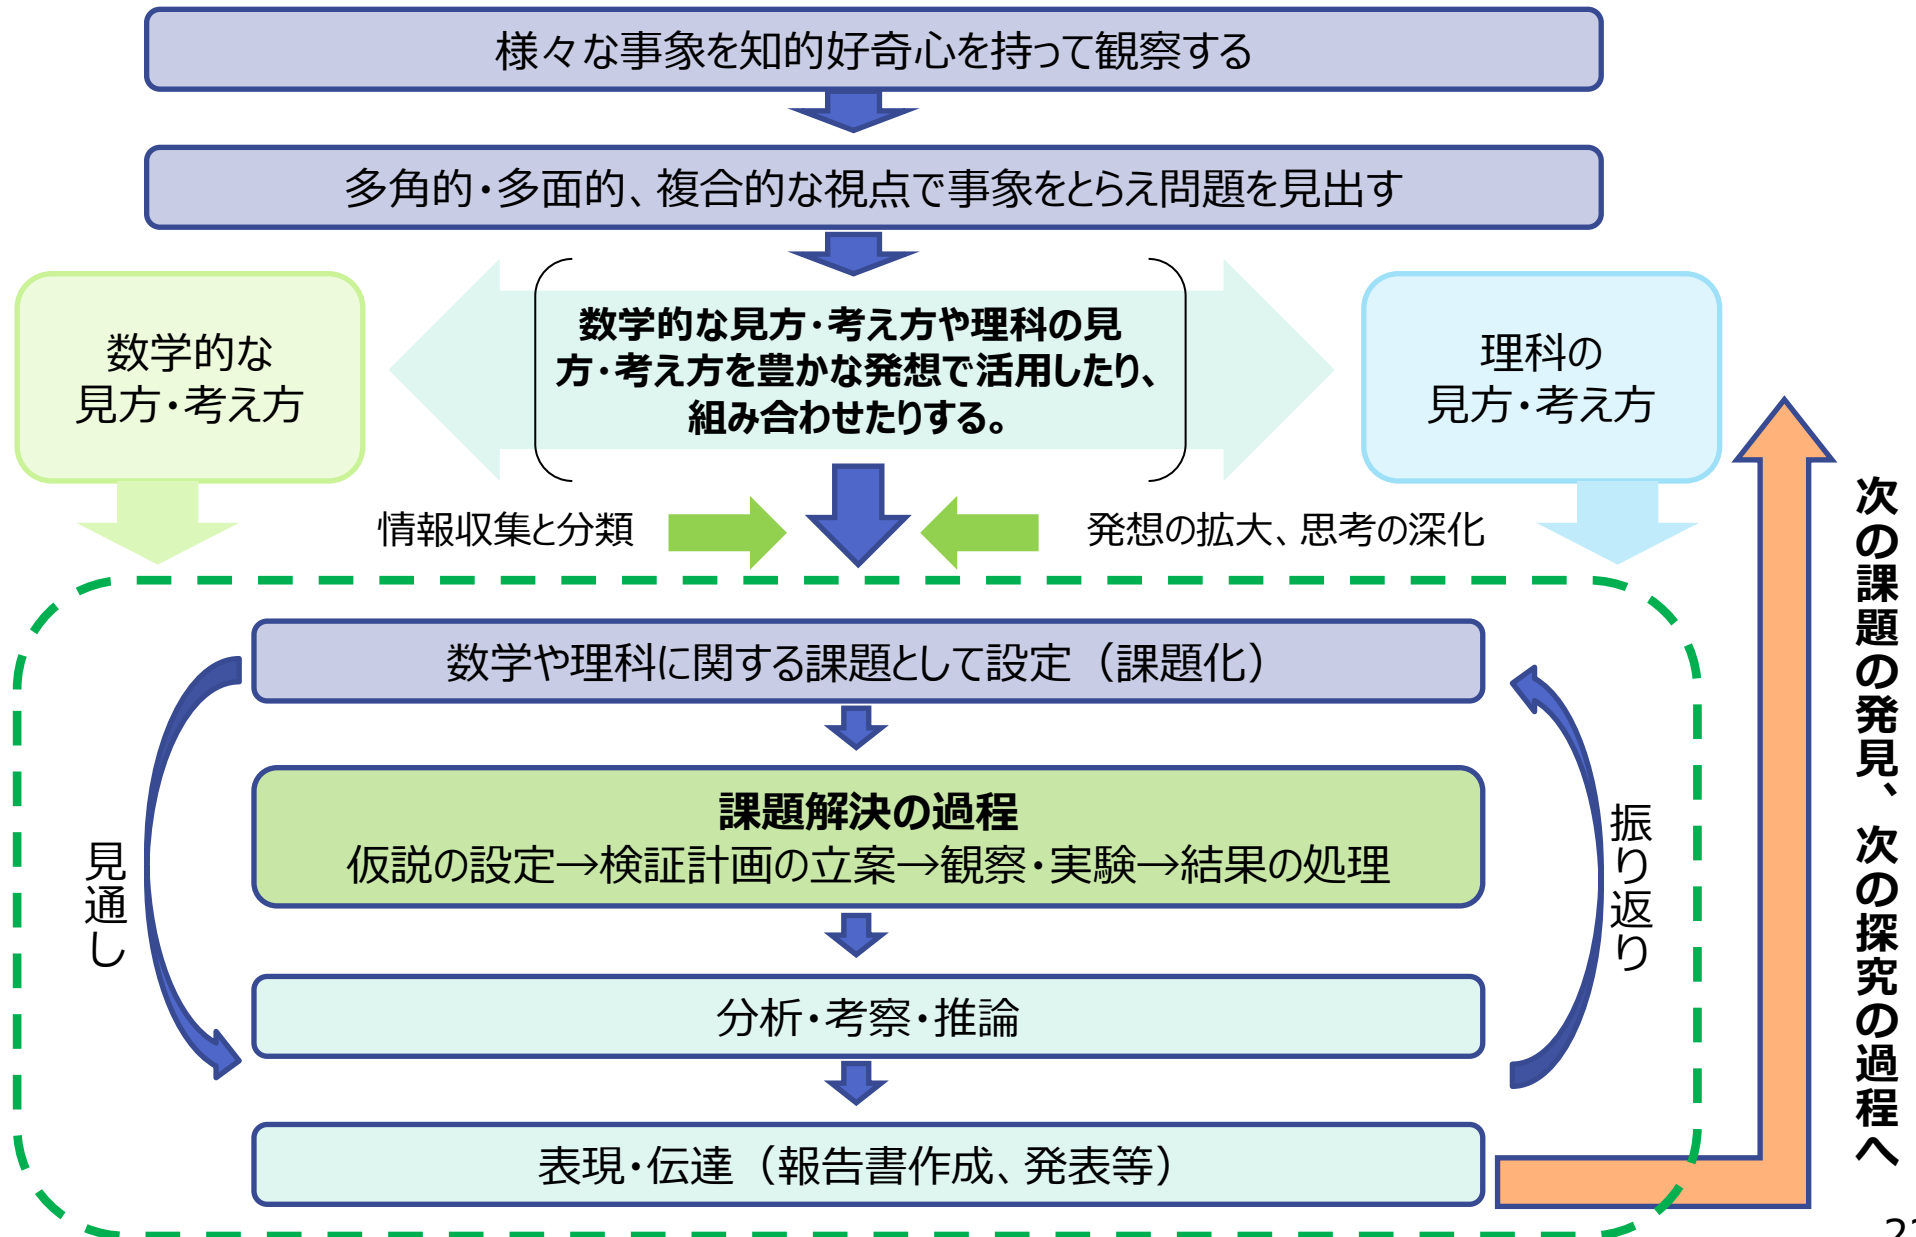 様々な事象を知的好奇心を持って観察する
多角的・多面的、複合的な視点で事象をとらえ問題を見出す
数学的な
見方・考え方
数学的な見方・考え方や理科の見
方・考え方を豊かな発想で活用したり、
組み合わせたりする。
理科の
見方・考え方
情報収集と分類
発想の拡大、思考の深化
数学や理科に関する課題として設定（課題化）
課題解決の過程
仮説の設定→検証計画の立案→観察・実験→結果の処理
見通し
振り返り
分析・考察・推論
表現・伝達（報告書作成、発表等）
次の課題の発見、次の探究の過程へ